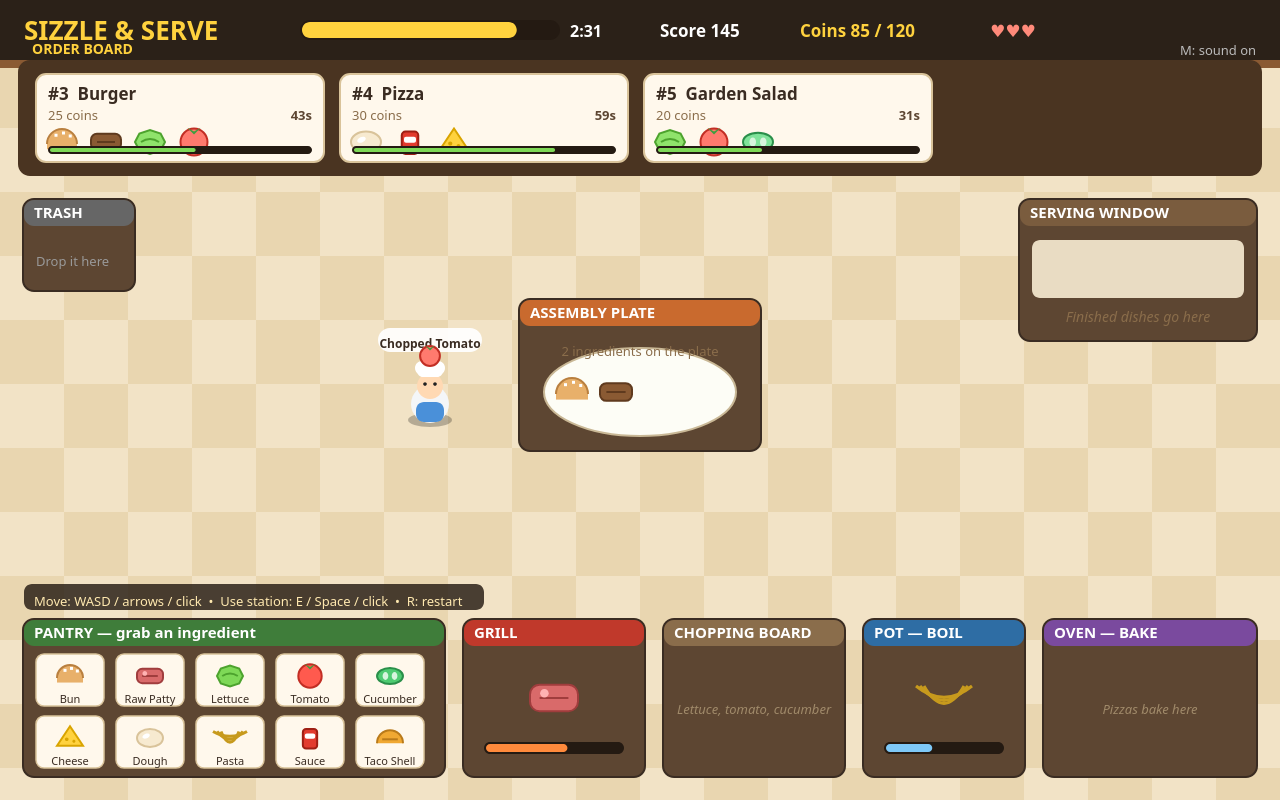 SIZZLE & SERVE
ORDER BOARD
2:31
Score 145
Coins 85 / 120
♥♥♥
M: sound on
#3 Burger
25 coins
43s
#4 Pizza
30 coins
59s
#5 Garden Salad
20 coins
31s
TRASH
Drop it here
SERVING WINDOW
Finished dishes go here
ASSEMBLY PLATE
2 ingredients on the plate
Chopped Tomato
Move: WASD / arrows / click • Use station: E / Space / click • R: restart
PANTRY — grab an ingredient
Bun
Raw Patty
Lettuce
Tomato
Cucumber
Cheese
Dough
Pasta
Sauce
Taco Shell
GRILL
CHOPPING BOARD
Lettuce, tomato, cucumber
POT — BOIL
OVEN — BAKE
Pizzas bake here